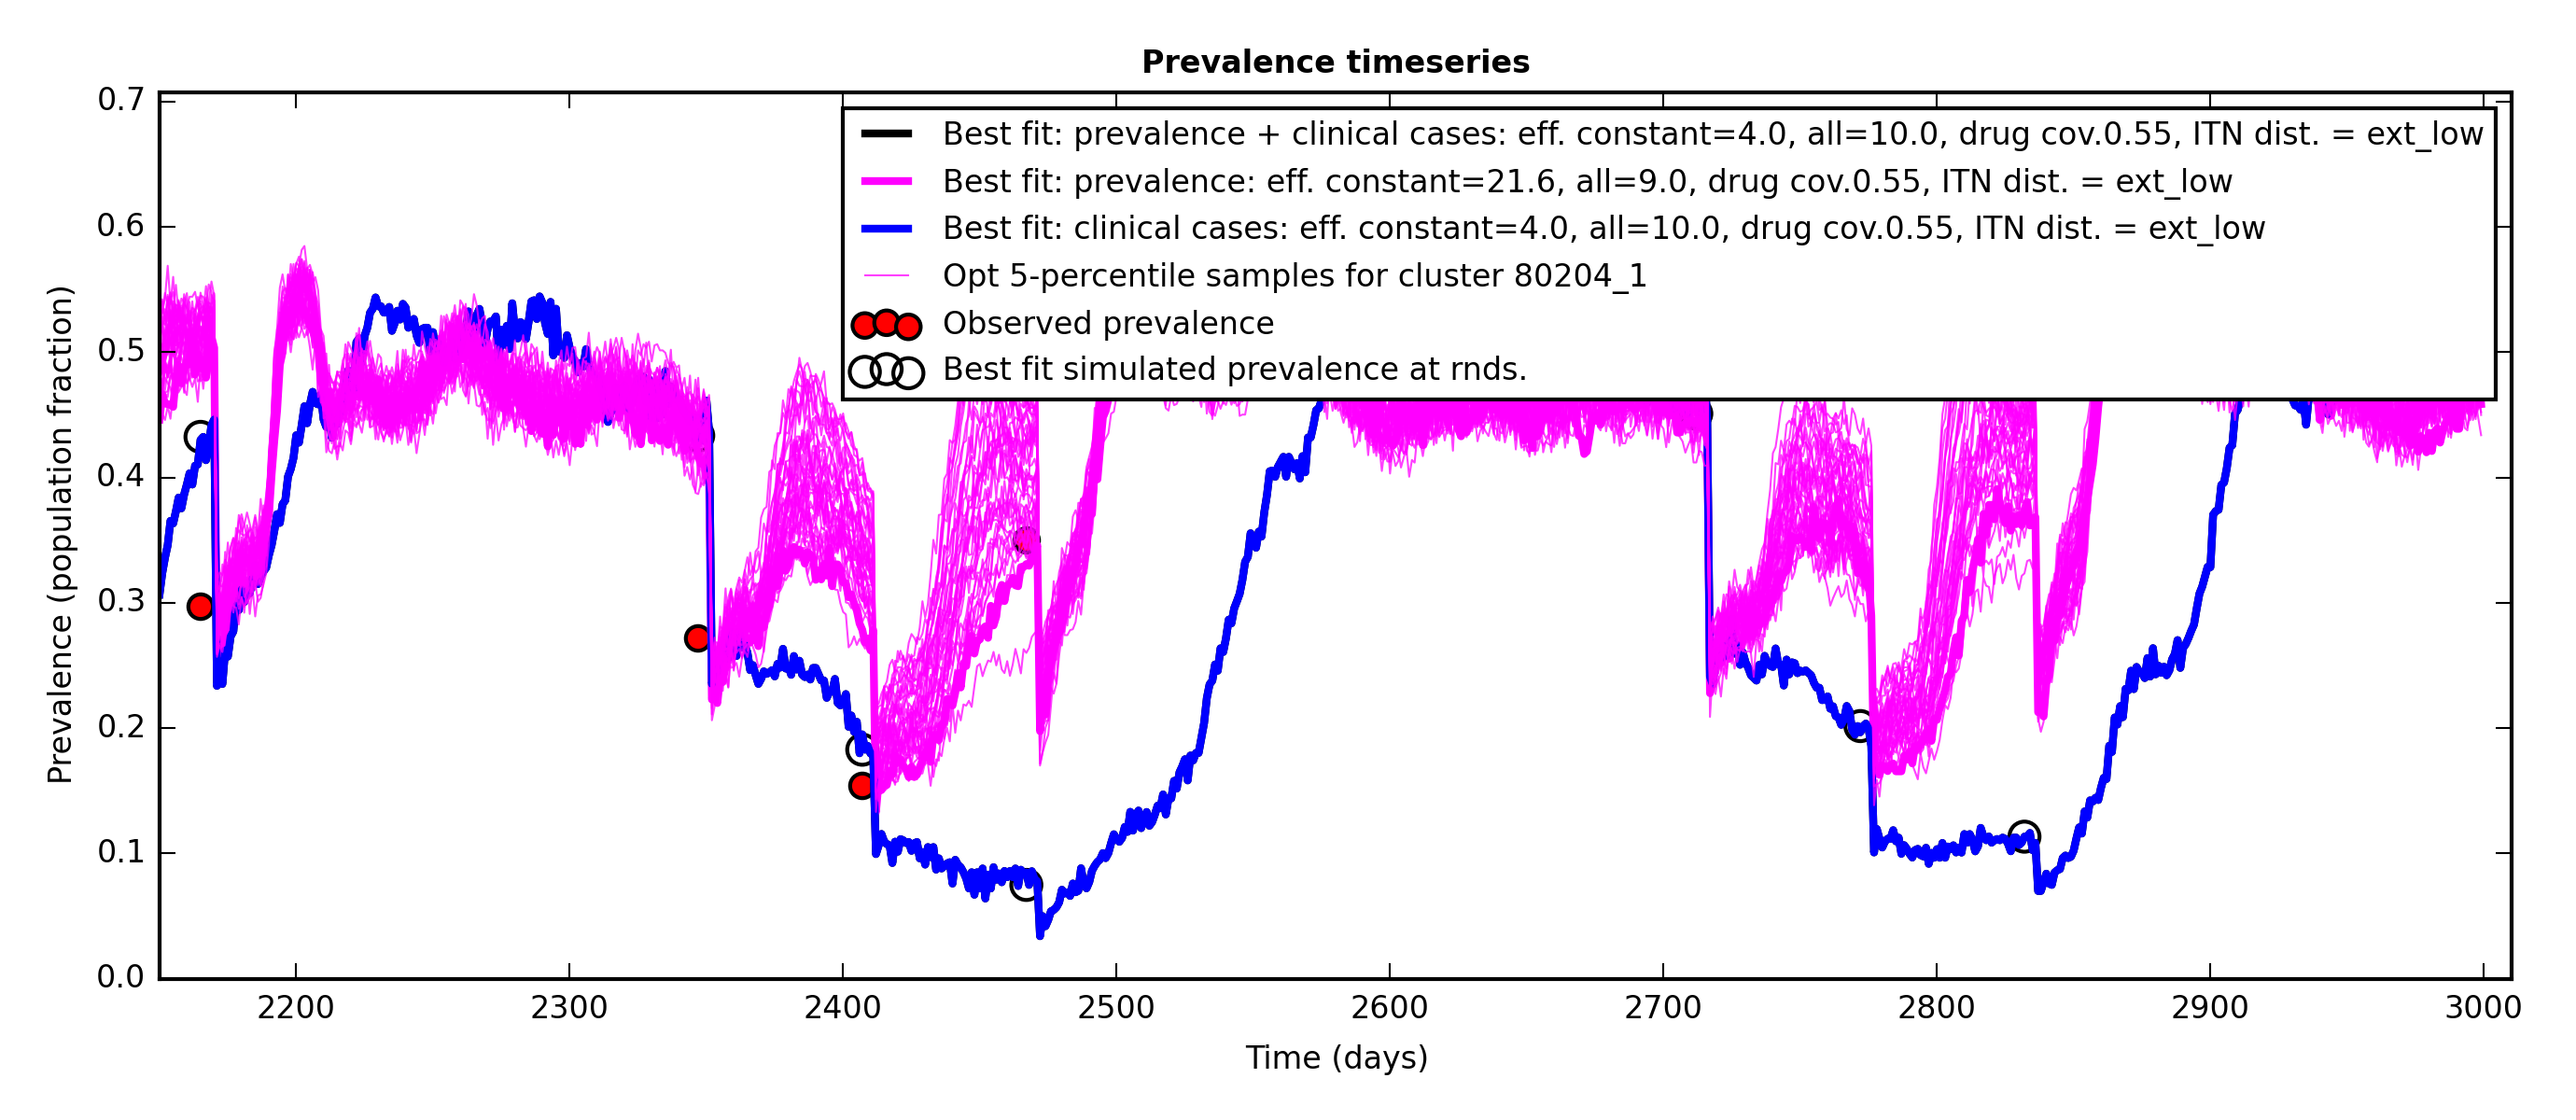 Prevalence timeseries
0.7
0.6
0.5
0.4
0.3
0.2
0.1
0.0
Prevalence (population fraction)
Best fit: prevalence + clinical cases: eff. constant=4.0, all=10.0, drug cov.0.55, ITN dist. = ext_low
Best fit: prevalence: eff. constant=21.6, all=9.0, drug cov.0.55, ITN dist. = ext_low
Best fit: clinical cases: eff. constant=4.0, all=10.0, drug cov.0.55, ITN dist. = ext_low
Opt 5-percentile samples for cluster 80204_1
Observed prevalence
Best fit simulated prevalence at rnds.
2200 2300 2400 2500 2600 2700 2800 2900 3000
Time (days)